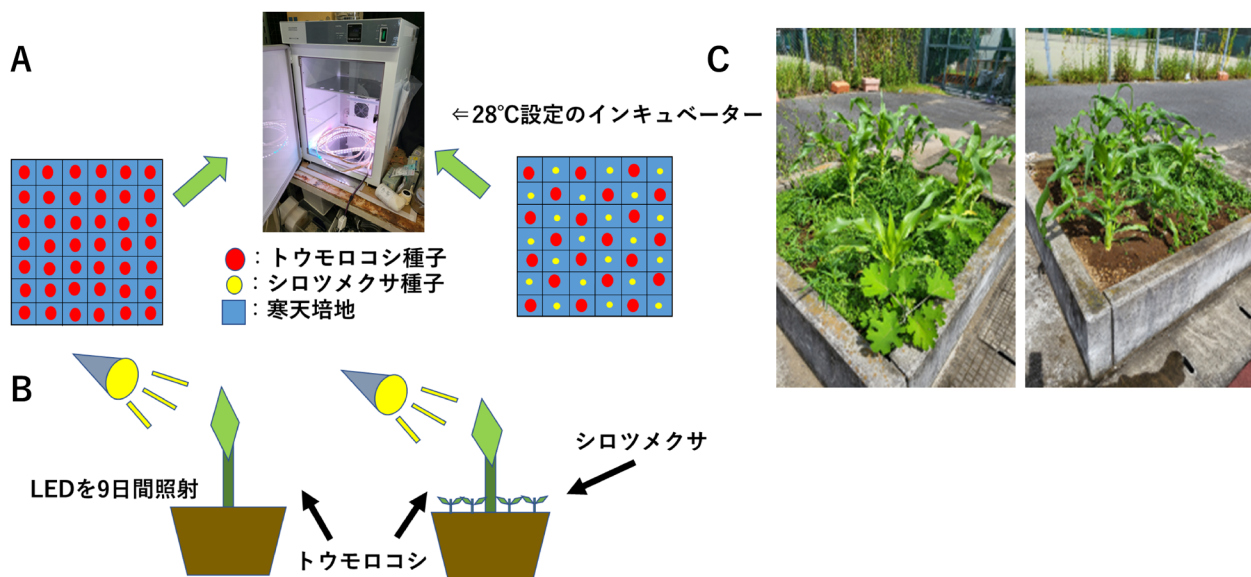 A
C
⇐28℃設定のインキュベーター
:トウモロコシ種子
:シロツメクサ種子
:寒天培地
B
シロツメクサ
LEDを9日間照射
トウモロコシ